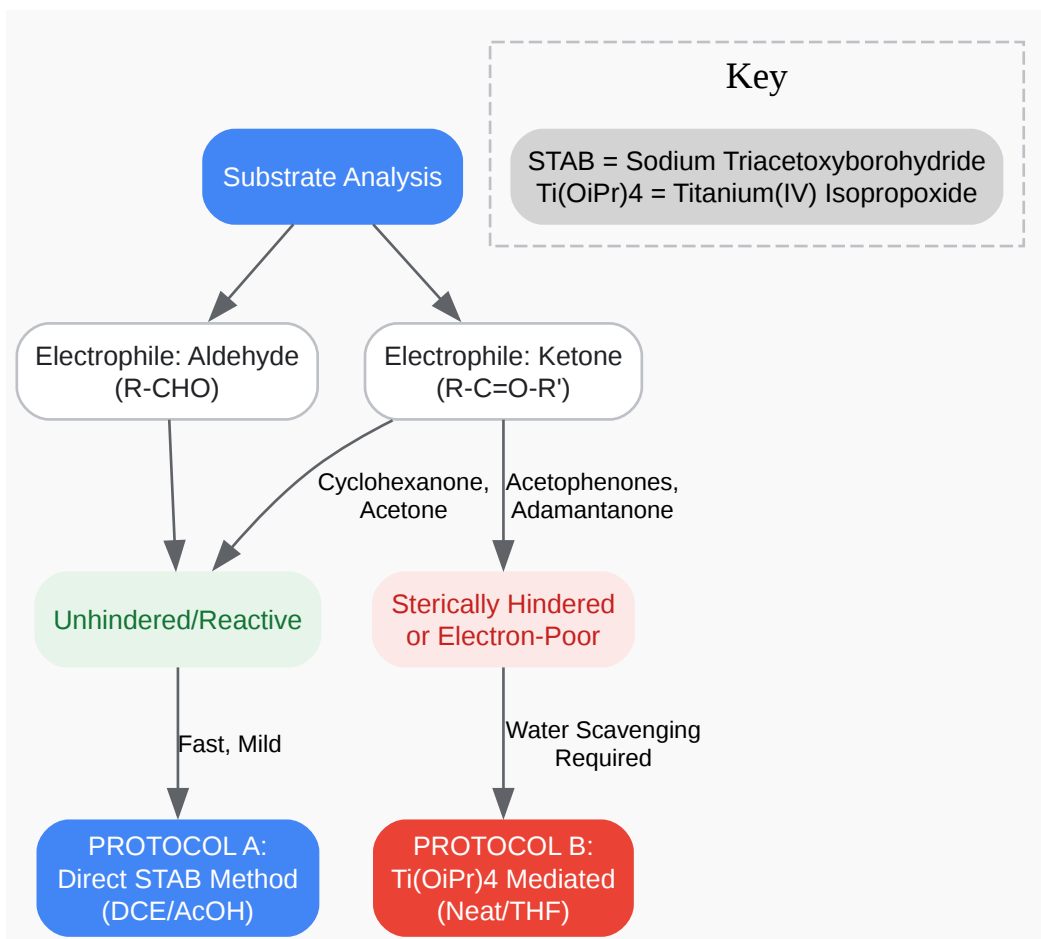 Key
STAB = Sodium Triacetoxyborohydride
Ti(OiPr)4 = Titanium(IV) Isopropoxide
Substrate Analysis
Electrophile: Aldehyde
(R-CHO)
Electrophile: Ketone
(R-C=O-R')
Cyclohexanone,
Acetone
Acetophenones,
Adamantanone
Unhindered/Reactive
Sterically Hindered
or Electron-Poor
Fast, Mild
Water Scavenging
Required
PROTOCOL A:
Direct STAB Method
(DCE/AcOH)
PROTOCOL B:
Ti(OiPr)4 Mediated
(Neat/THF)